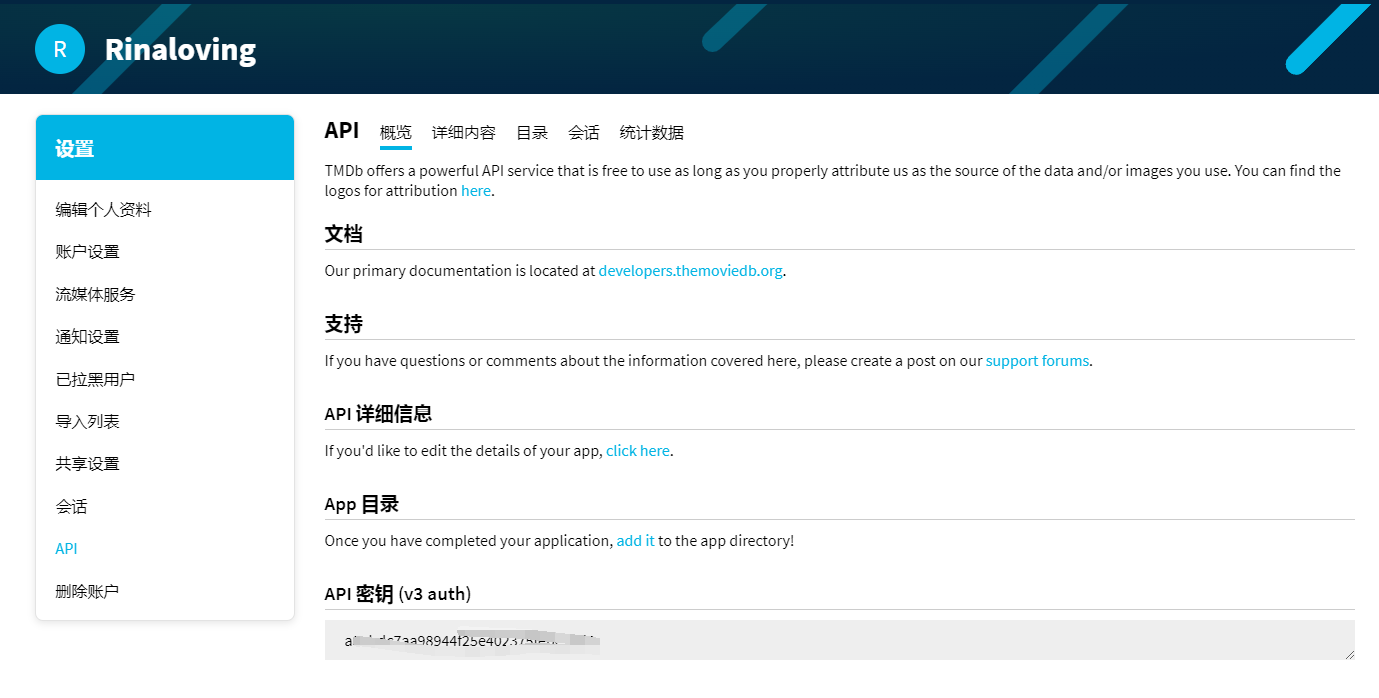 R
Rinaloving
设置
编辑个人资料
账户设置
流媒体服务
通知设置
已拉黑用户
导入列表
共享设置
会话
API
删除账户
API 概览 详细内容 目录 会话 统计数据
TMDb offers a powerful API service that is free to use as long as you properly attribute us as the source of the data and/or images you use. You can find the
logos for attribution here.
文档
Our primary documentation is located at developers.themoviedb.org.
支持
If you have questions or comments about the information covered here, please create a post on our support forums.
API 详细信息
If you'd like to edit the details of your app, click here.
App 目录
Once you have completed your application, add it to the app directory!
API 密钥 (v3 auth)